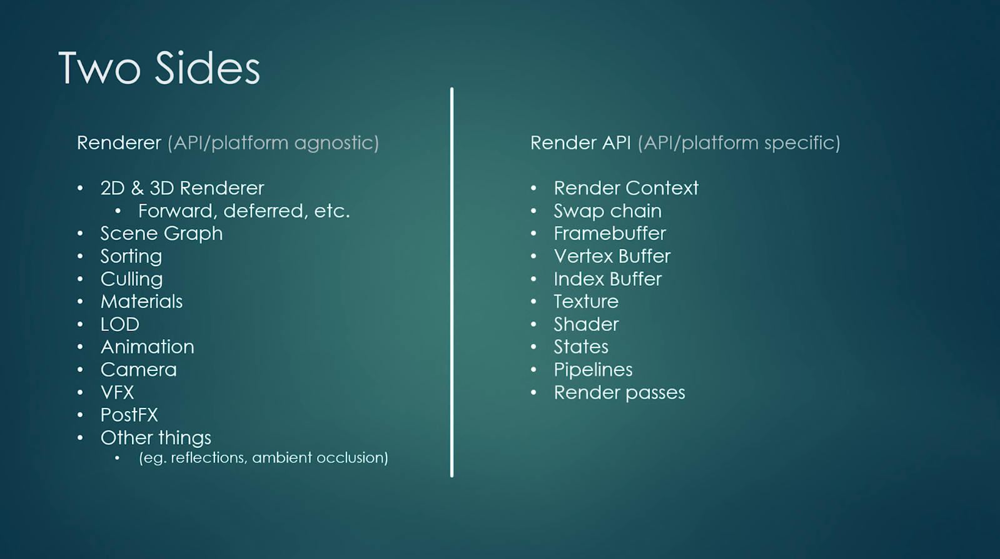 Two Sides
Renderer (API/platform agnostic)
• 2D & 3D Renderer
• Forward, deferred, etc.
• Scene Graph
• Sorting
• Culling
• Materials
• LOD
• Animation
• Camera
• VFX
• PostFX
• Other things
• (eg. reflections, ambient occlusion)
Render API (API/platform specific)
• Render Context
• Swap chain
• Framebuffer
• Vertex Buffer
• Index Buffer
• Texture
• Shader
• States
• Pipelines
• Render passes